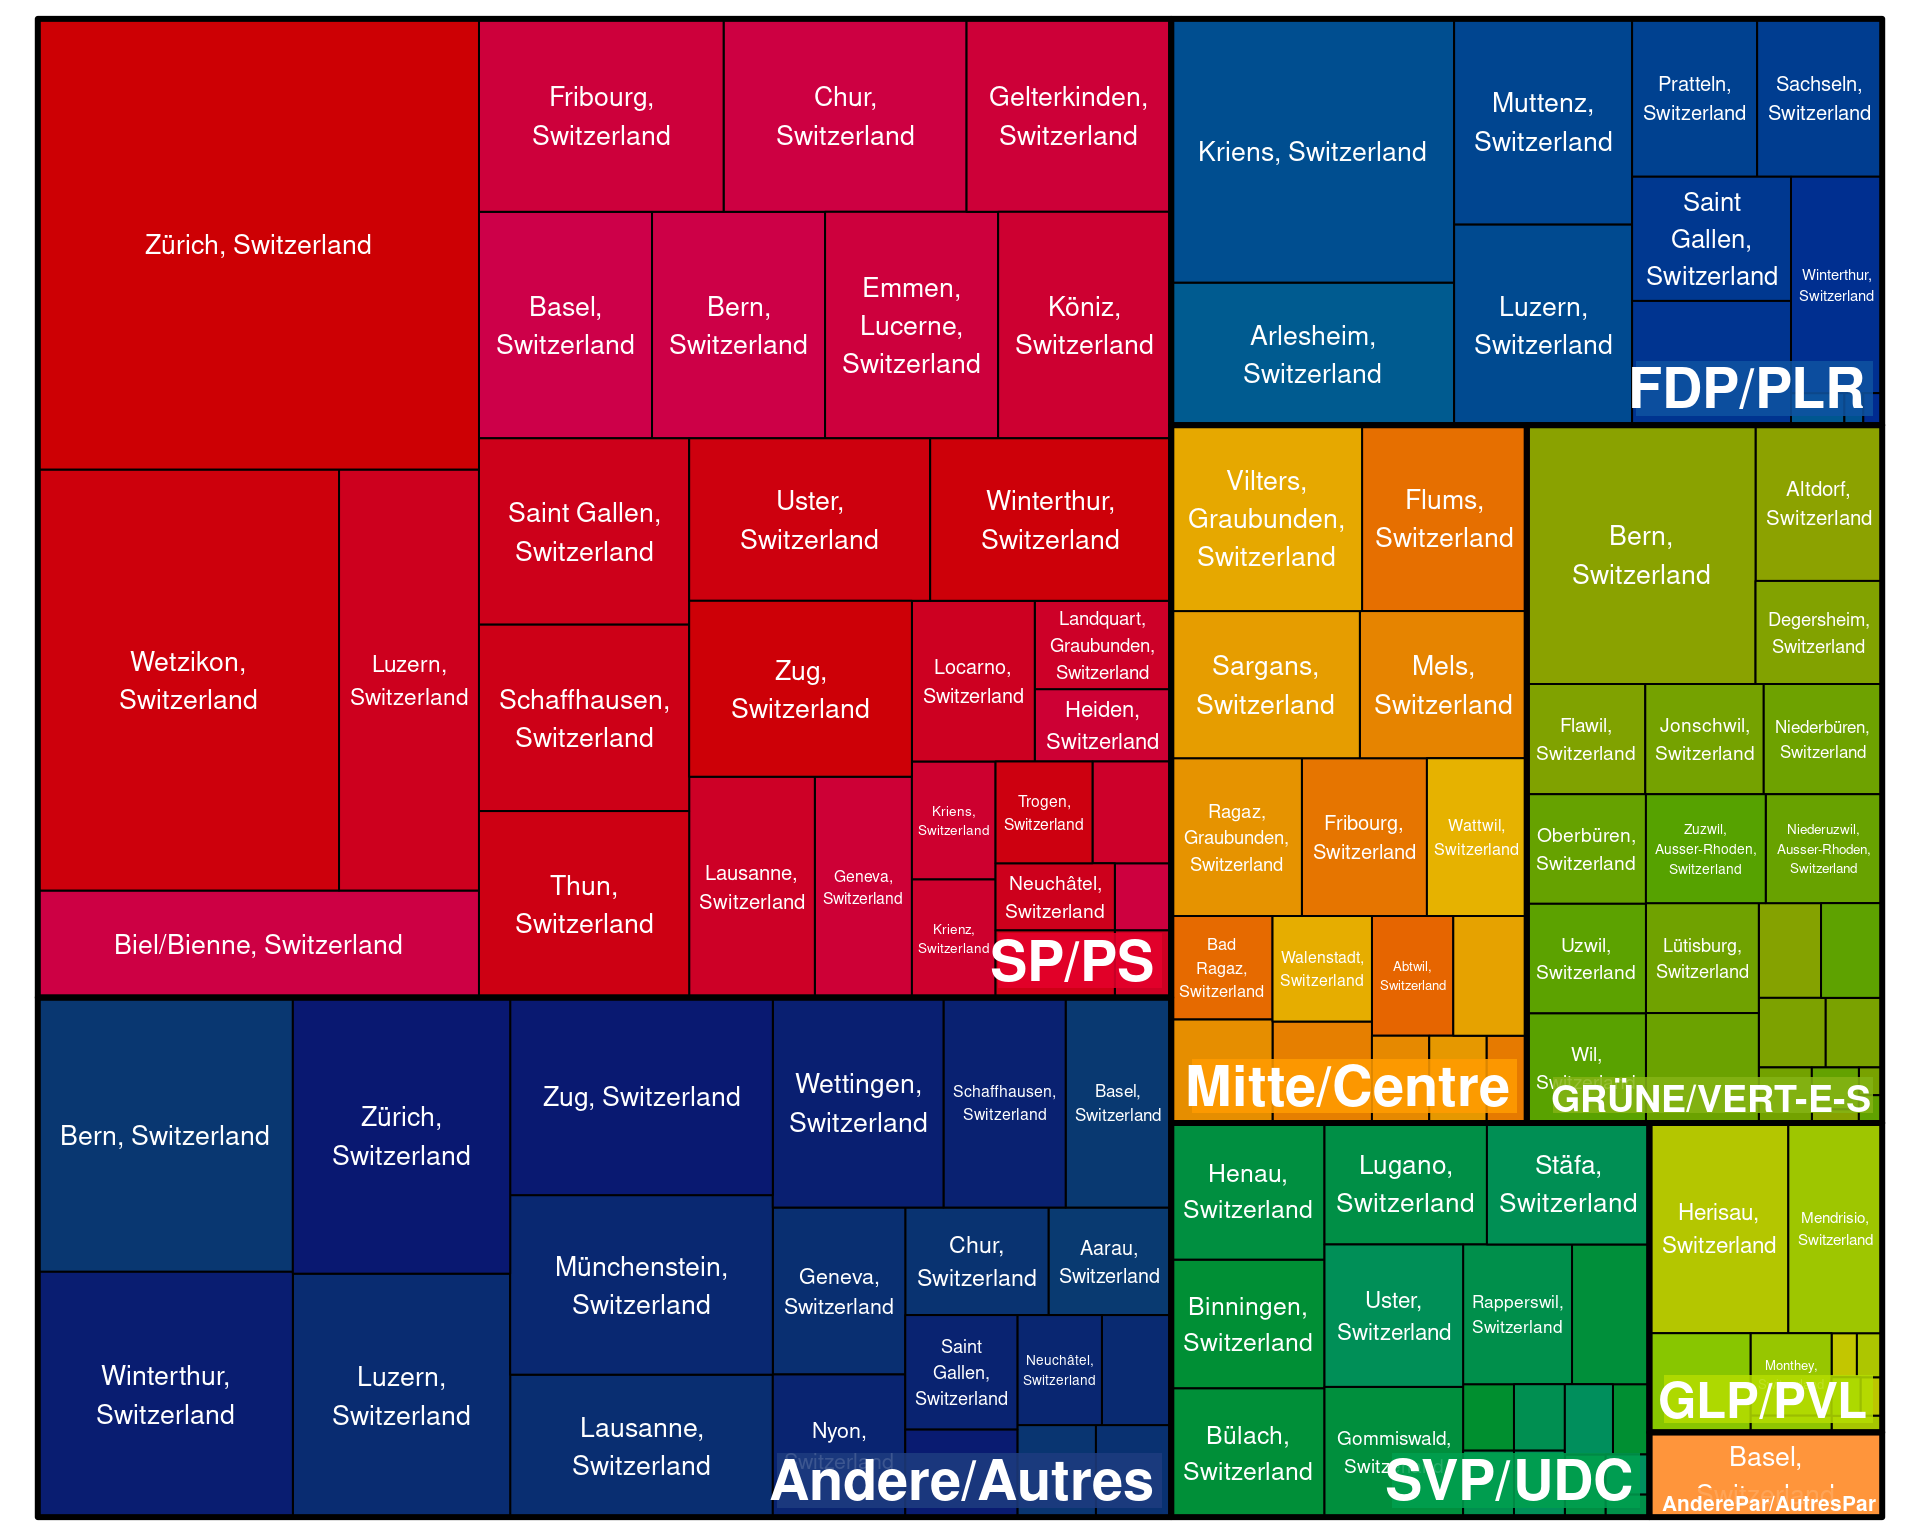 Zürich, Switzerland
Fribourg,
Switzerland
Chur,
Switzerland
Gelterkinden,
Switzerland
Basel,
Switzerland
Bern,
Switzerland
Emmen,
Lucerne,
Switzerland
Köniz,
Switzerland
Wetzikon,
Switzerland
Luzern,
Switzerland
Biel/Bienne, Switzerland
Saint Gallen,
Switzerland
Uster,
Switzerland
Winterthur,
Switzerland
Schaffhausen,
Switzerland
Zug,
Switzerland
Locarno,
Switzerland
Landquart,
Graubunden,
Switzerland
Heiden,
Switzerland
Thun,
Switzerland
Lausanne,
Switzerland
Geneva,
Switzerland
Kriens,
Switzerland
Trogen,
Switzerland
Krienz,
Switzerland
Neuchâtel,
Switzerland
SP/PS
Kriens, Switzerland
Arlesheim,
Switzerland
Muttenz,
Switzerland
Luzern,
Switzerland
Pratteln,
Switzerland
Sachseln,
Switzerland
Saint
Gallen,
Switzerland
Winterthur,
Switzerland
FDP/PLR
Vilters,
Graubunden,
Switzerland
Flums,
Switzerland
Sargans,
Switzerland
Mels,
Switzerland
Ragaz,
Graubunden,
Switzerland
Fribourg,
Switzerland
Wattwil,
Switzerland
Bad
Ragaz,
Switzerland
Walenstadt,
Switzerland
Abtwil,
Switzerland
Mitte/Centre
Bern,
Switzerland
Altdorf,
Switzerland
Degersheim,
Switzerland
Flawil,
Switzerland
Jonschwil,
Switzerland
Niederbüren,
Switzerland
Oberbüren,
Switzerland
Zuzwil,
Ausser-Rhoden,
Switzerland
Niederuzwil,
Ausser-Rhoden,
Switzerland
Uzwil,
Switzerland
Lütisburg,
Switzerland
Wil,
Switzerland
GRÜNE/VERT-E-S
Bern, Switzerland
Zürich,
Switzerland
Zug, Switzerland
Wettingen,
Switzerland
Schaffhausen,
Switzerland
Basel,
Switzerland
Winterthur,
Switzerland
Luzern,
Switzerland
Münchenstein,
Switzerland
Lausanne,
Switzerland
Geneva,
Switzerland
Chur,
Switzerland
Aarau,
Switzerland
Saint
Gallen,
Switzerland
Neuchâtel,
Switzerland
Nyon,
Switzerland
Andere/Autres
Henau,
Switzerland
Lugano,
Switzerland
Stäfa,
Switzerland
Binningen,
Switzerland
Uster,
Switzerland
Rapperswil,
Switzerland
Bülach,
Switzerland
Gommiswald,
Switzerland
SVP/UDC
Herisau,
Switzerland
Mendrisio,
Switzerland
Monthey,
GLP/PVL
Basel,
Switzerland
AnderePar/AutresPar